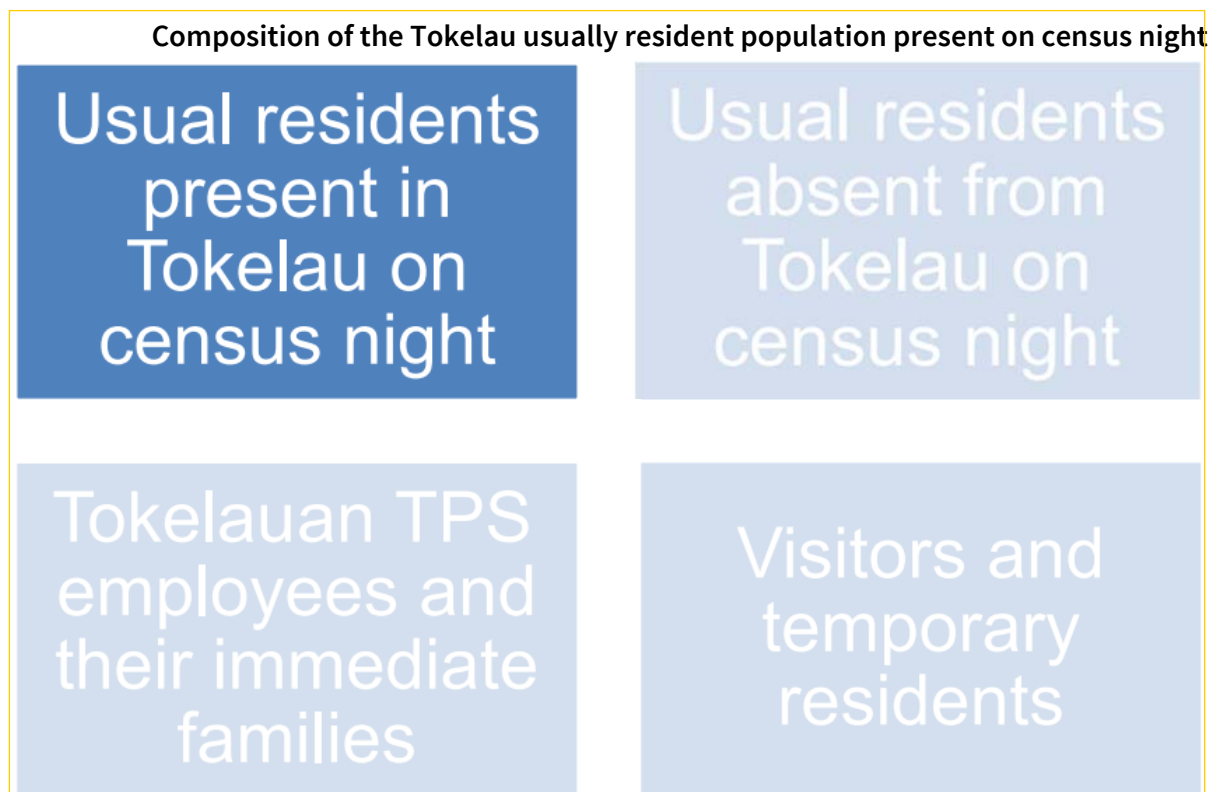 Composition of the Tokelau usually resident population present on census night
Usual residents
present in
Tokelau on
census night
Usual residents
absent from
Tokelau on
census night
Tokelauan TPS
employees and
their immediate
families
Visitors and
temporary
residents